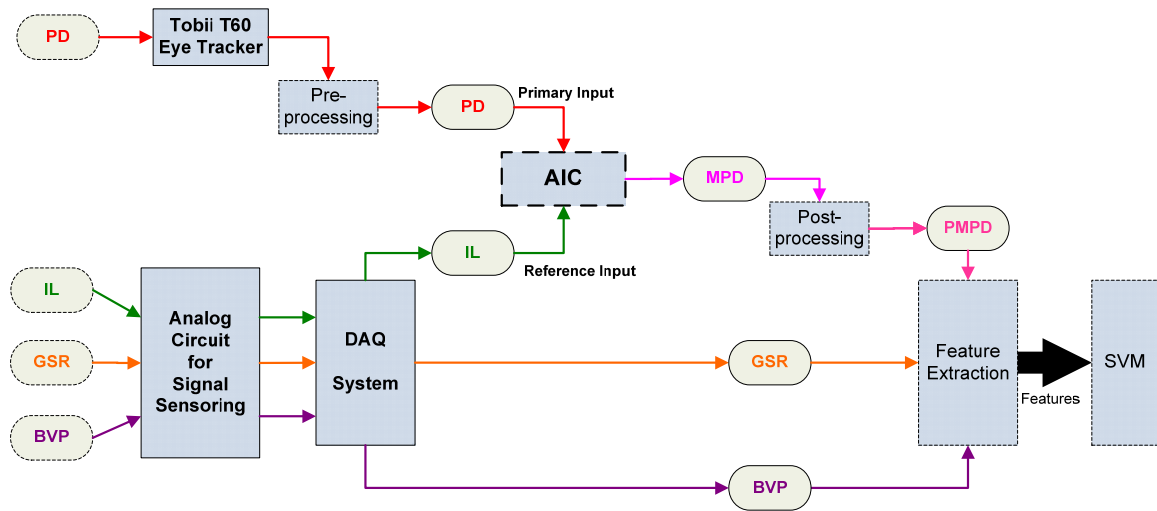 PD
Tobii T60
Eye Tracker
Pre-
processing
PD
Primary Input
AIC
MPD
Post-
processing
PMPD
IL
Reference Input
IL
GSR
BVP
Analog
Circuit
for
Signal
Sensoring
DAQ
System
GSR
BVP
Feature
Extraction
Features
SVM